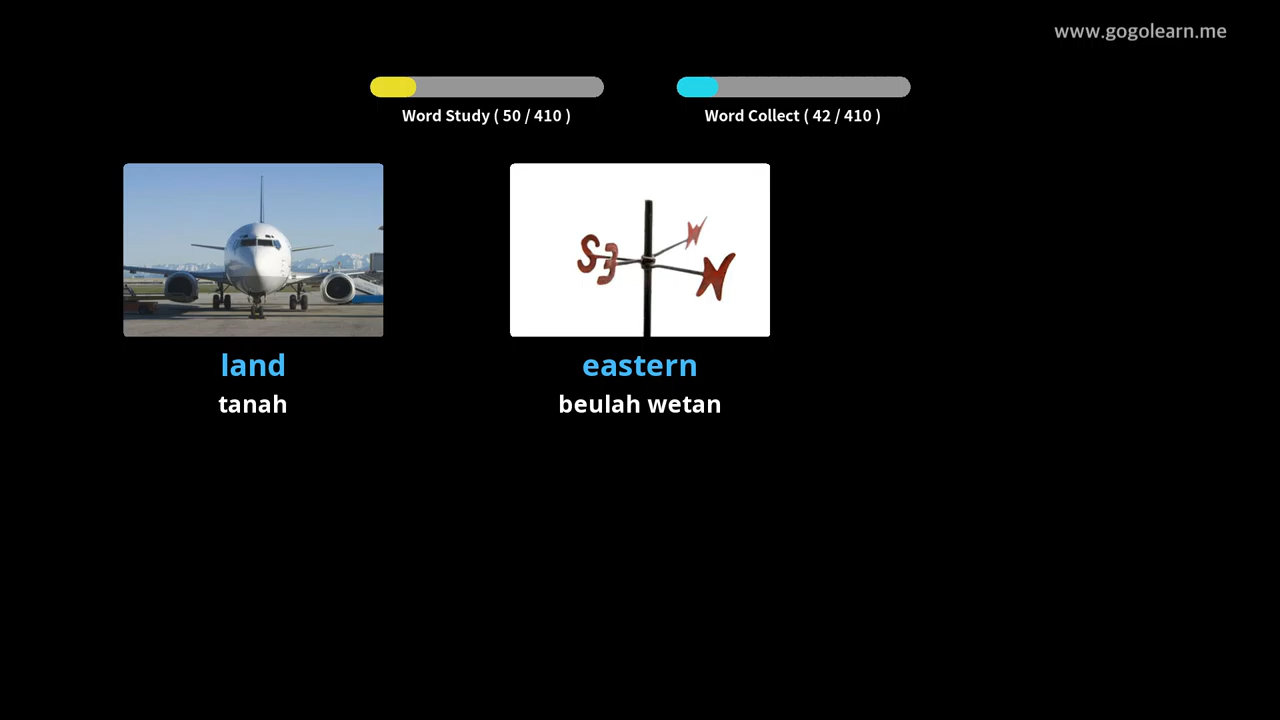 www.gogolearn.me
Word Study ( 50 / 410 )
Word Collect ( 42 / 410 )
land
tanah
eastern
beulah wetan